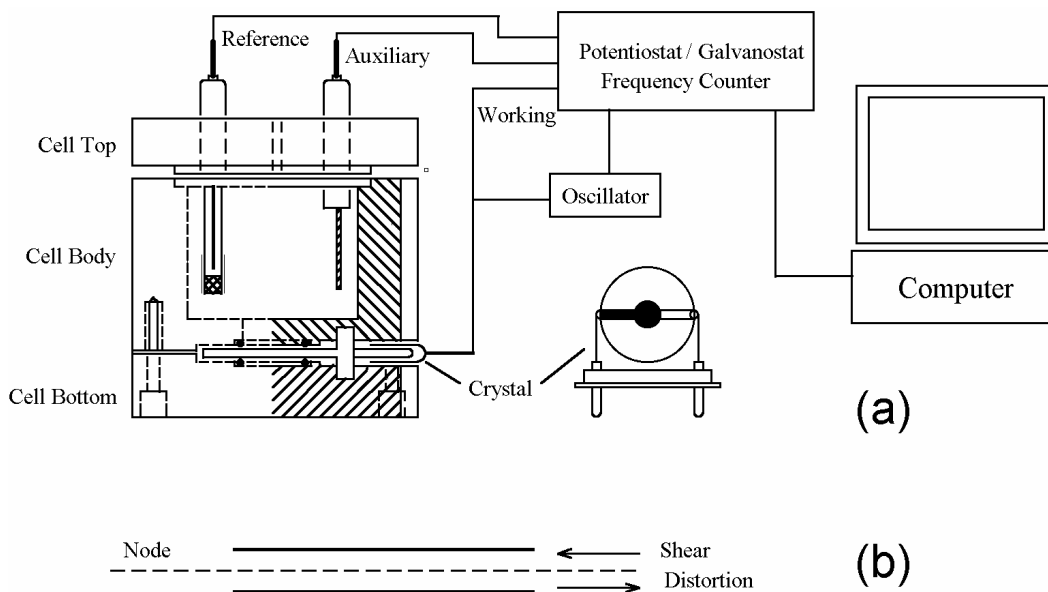 Reference
Auxiliary
Potentiostat / Galvanostat
Frequency Counter
Working
Cell Top
Oscillator
Cell Body
Computer
Crystal
Cell Bottom
(a)
Node
Shear
Distortion
(b)